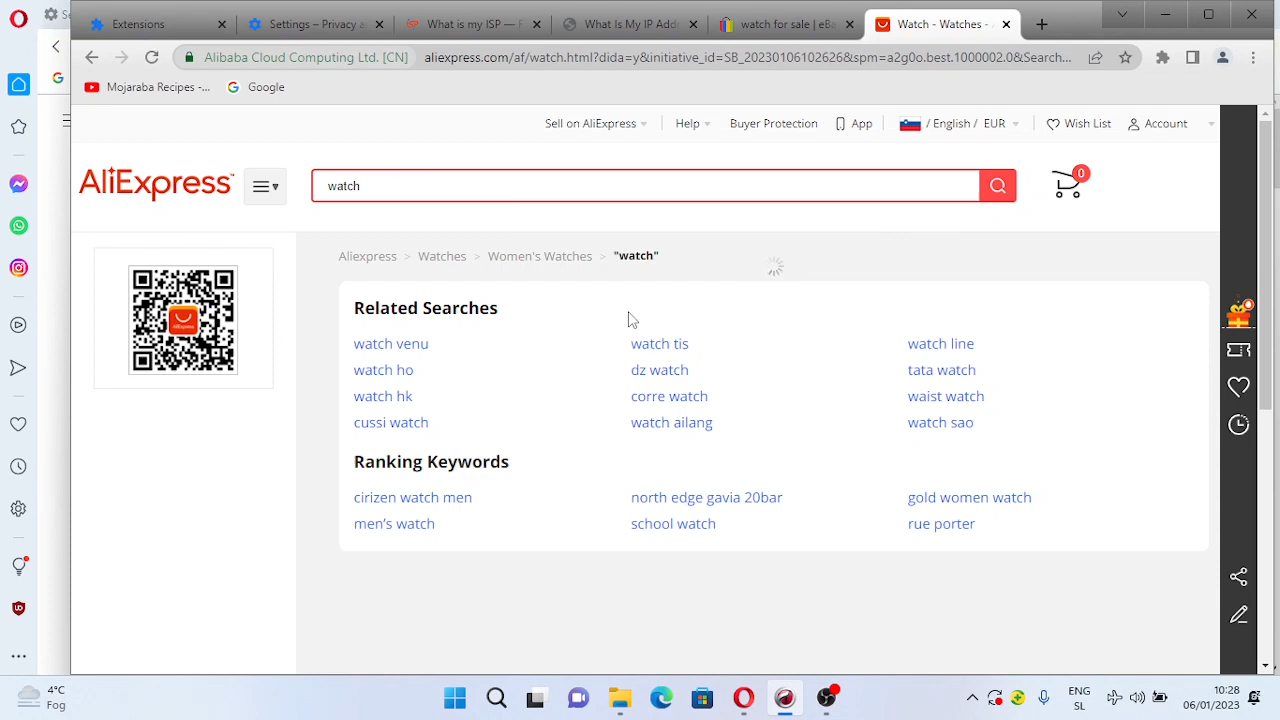 Se
Extensions
Settings – Privacy a
What is my ISP — F
What Is My IP Add
Watch for sale | eBa
Watch - Watches -
Alibaba Cloud Computing Ltd. [CN]
aliexpress.com/af/watch.html?dida=y&initiative_id=SB_20230106102626&spm=a2g0o.best.1000002.0&Search...
Mojaraba Recipes -...
Google
Sell on AliExpress
Help
Buyer Protection
App
/ English / EUR
Wish List
Account
AliExpress
watch
0
Aliexpress > Watches > Women's Watches > "watch"
Related Searches
watch venu
watch tis
watch line
watch ho
dz watch
tata watch
watch hk
corre watch
waist watch
cussi watch
watch ailang
watch sao
Ranking Keywords
cirizen watch men
north edge gavia 20bar
gold women watch
men's watch
school watch
rue porter
4°C
Fog
ENG
SL
10:28
06/01/2023